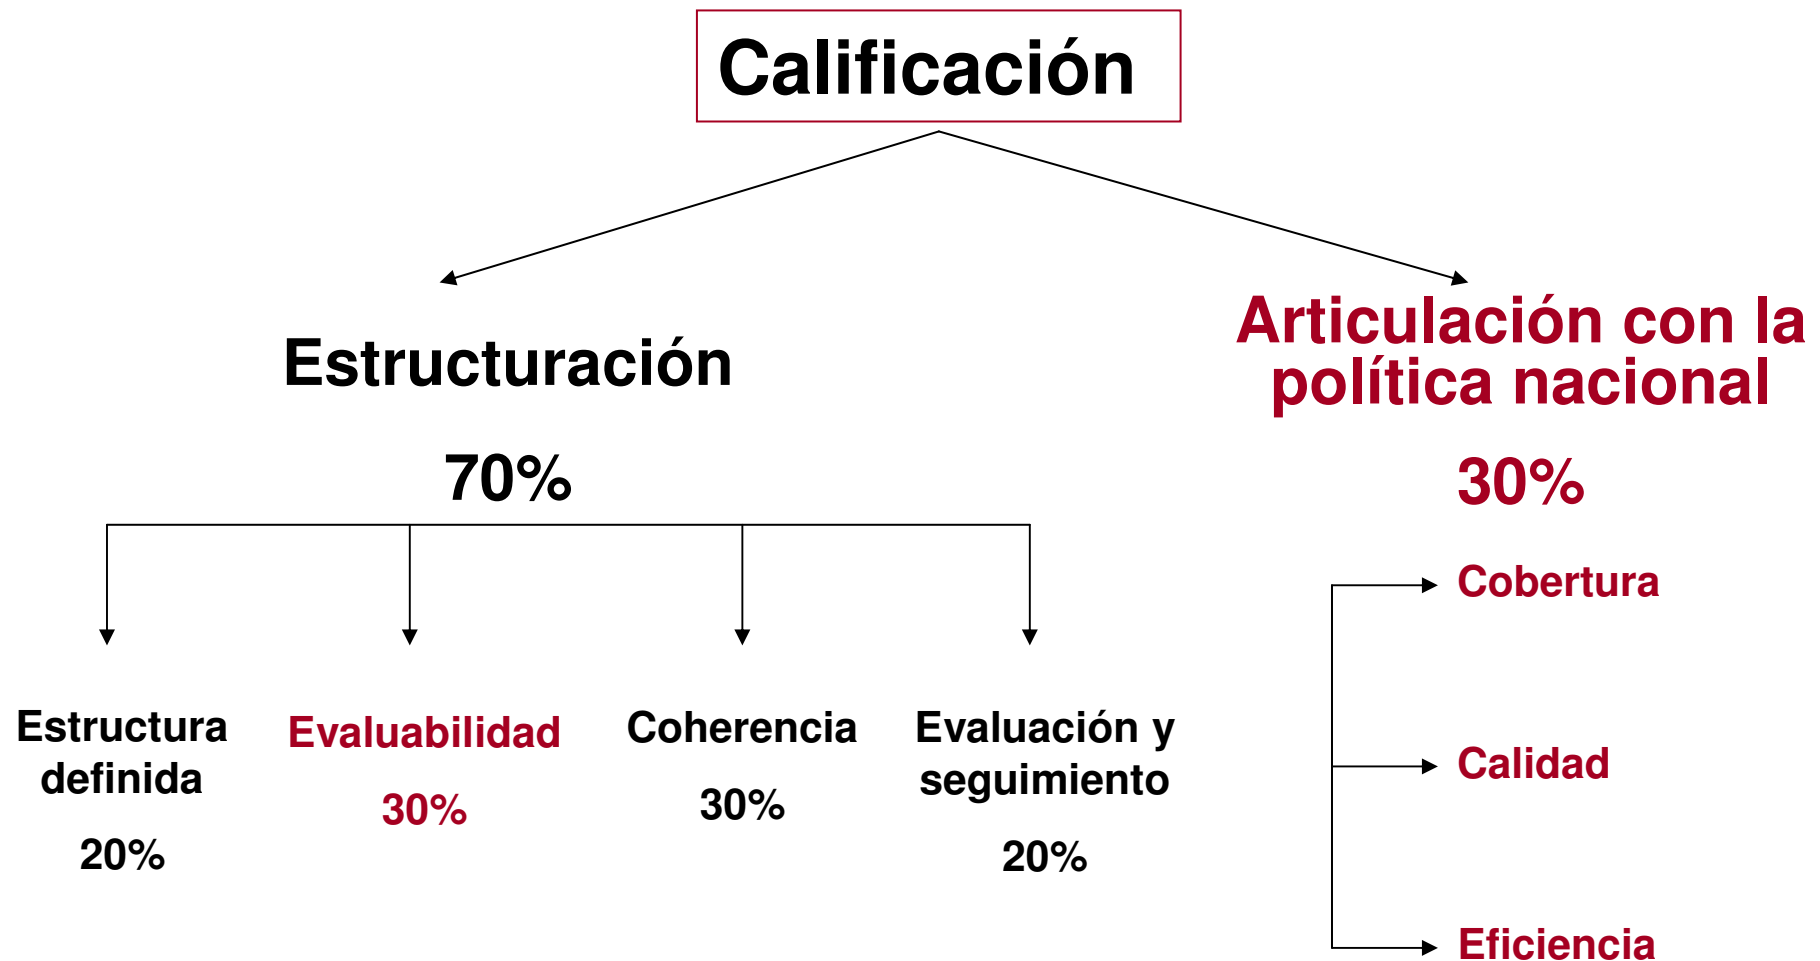 Calificación
Estructuración
70%
Articulación con la
política nacional
30%
Estructura
definida
20%
Evaluabilidad
30%
Coherencia
30%
Evaluación y
seguimiento
20%
Cobertura
Calidad
Eficiencia